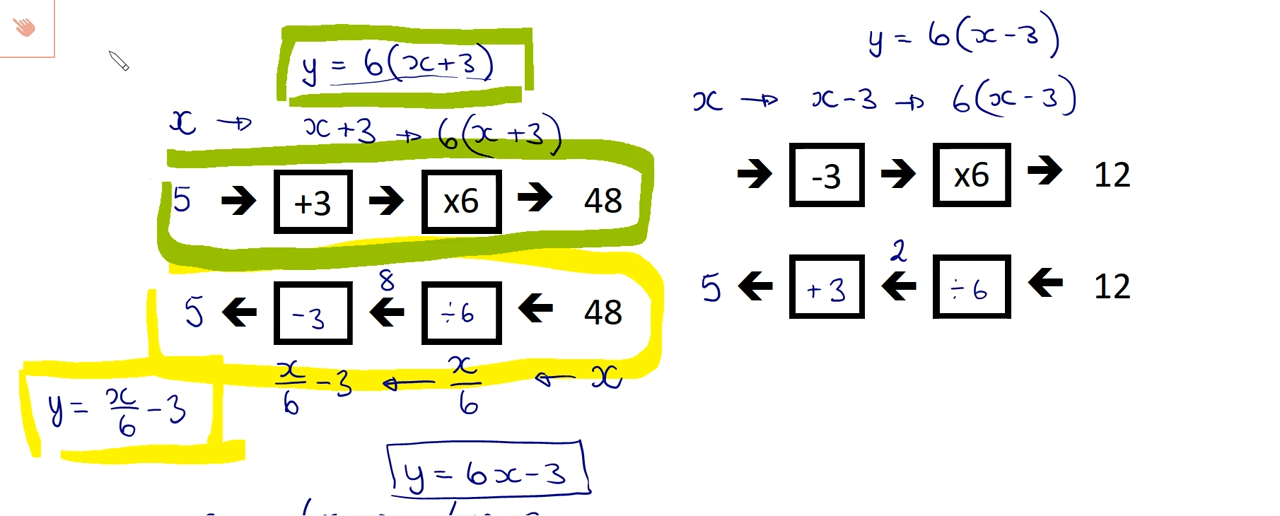 y = 6(x+3)
x → x+3 → 6(x+3)
5 → +3 → x6 → 48
8
5 ← -3 ← ÷6 ← 48
x/6 - 3 ← x/6 ← x
y = x/6 - 3
y = 6x-3
y = 6(x-3)
x → x-3 → 6(x-3)
→ -3 → x6 → 12
2
5 ← +3 ← ÷6 ← 12